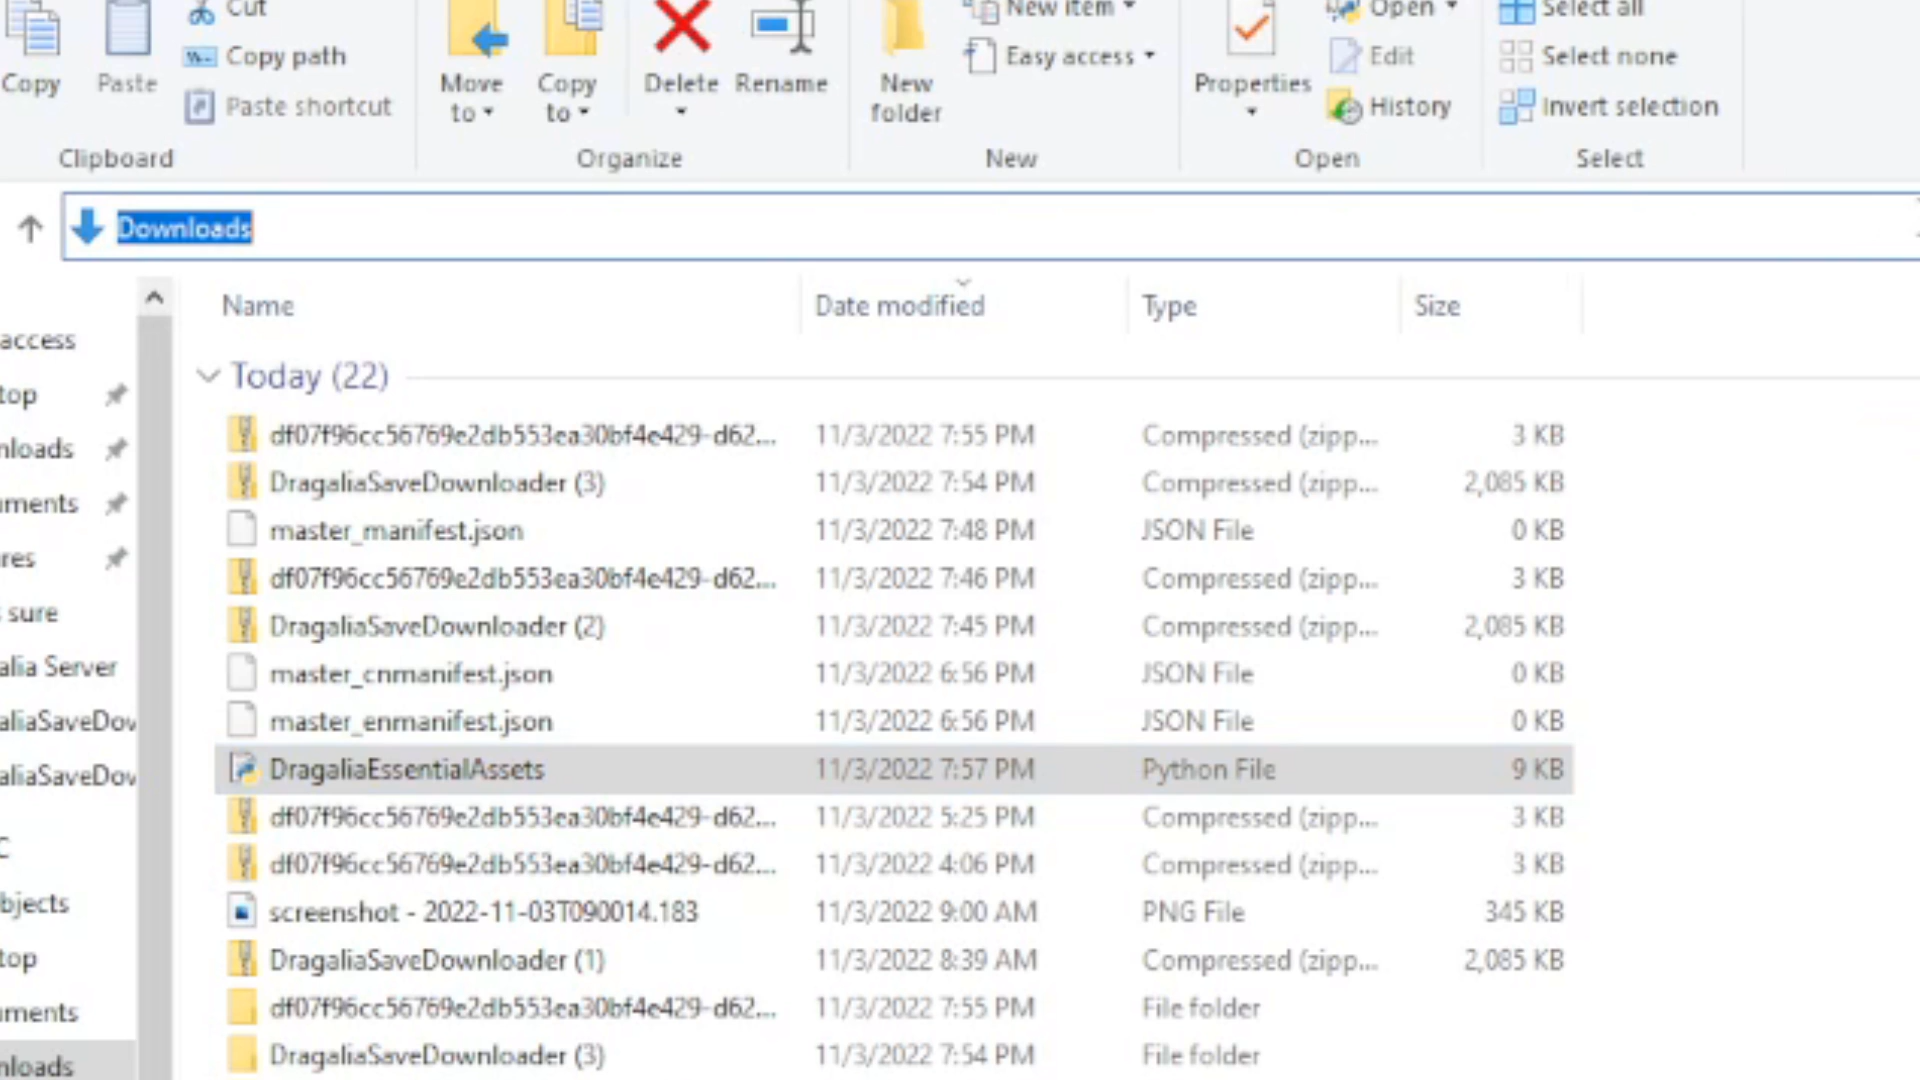 Cut
New item
Open
Select all
Copy path
Easy access
Edit
Select none
Copy
Paste
Move to
Copy to
Delete
Rename
New folder
Properties
Paste shortcut
History
Invert selection
Clipboard
Organize
New
Open
Select
Downloads
Name Date modified Type Size
access
Today (22)
top
df07f96cc56769e2db553ea30bf4e429-d62... 11/3/2022 7:55 PM Compressed (zipp... 3 KB
nloads
DragaliaSaveDownloader (3) 11/3/2022 7:54 PM Compressed (zipp... 2,085 KB
uments
master_manifest.json 11/3/2022 7:48 PM JSON File 0 KB
res
df07f96cc56769e2db553ea30bf4e429-d62... 11/3/2022 7:46 PM Compressed (zipp... 3 KB
sure
DragaliaSaveDownloader (2) 11/3/2022 7:45 PM Compressed (zipp... 2,085 KB
alia Server
master_cnmanifest.json 11/3/2022 6:56 PM JSON File 0 KB
aliaSaveDov
master_enmanifest.json 11/3/2022 6:56 PM JSON File 0 KB
aliaSaveDov
DragaliaEssentialAssets 11/3/2022 7:57 PM Python File 9 KB
df07f96cc56769e2db553ea30bf4e429-d62... 11/3/2022 5:25 PM Compressed (zipp... 3 KB
c
df07f96cc56769e2db553ea30bf4e429-d62... 11/3/2022 4:06 PM Compressed (zipp... 3 KB
bjects
screenshot - 2022-11-03T090014.183 11/3/2022 9:00 AM PNG File 345 KB
top
DragaliaSaveDownloader (1) 11/3/2022 8:39 AM Compressed (zipp... 2,085 KB
uments
df07f96cc56769e2db553ea30bf4e429-d62... 11/3/2022 7:55 PM File folder
nloads
DragaliaSaveDownloader (3) 11/3/2022 7:54 PM File folder